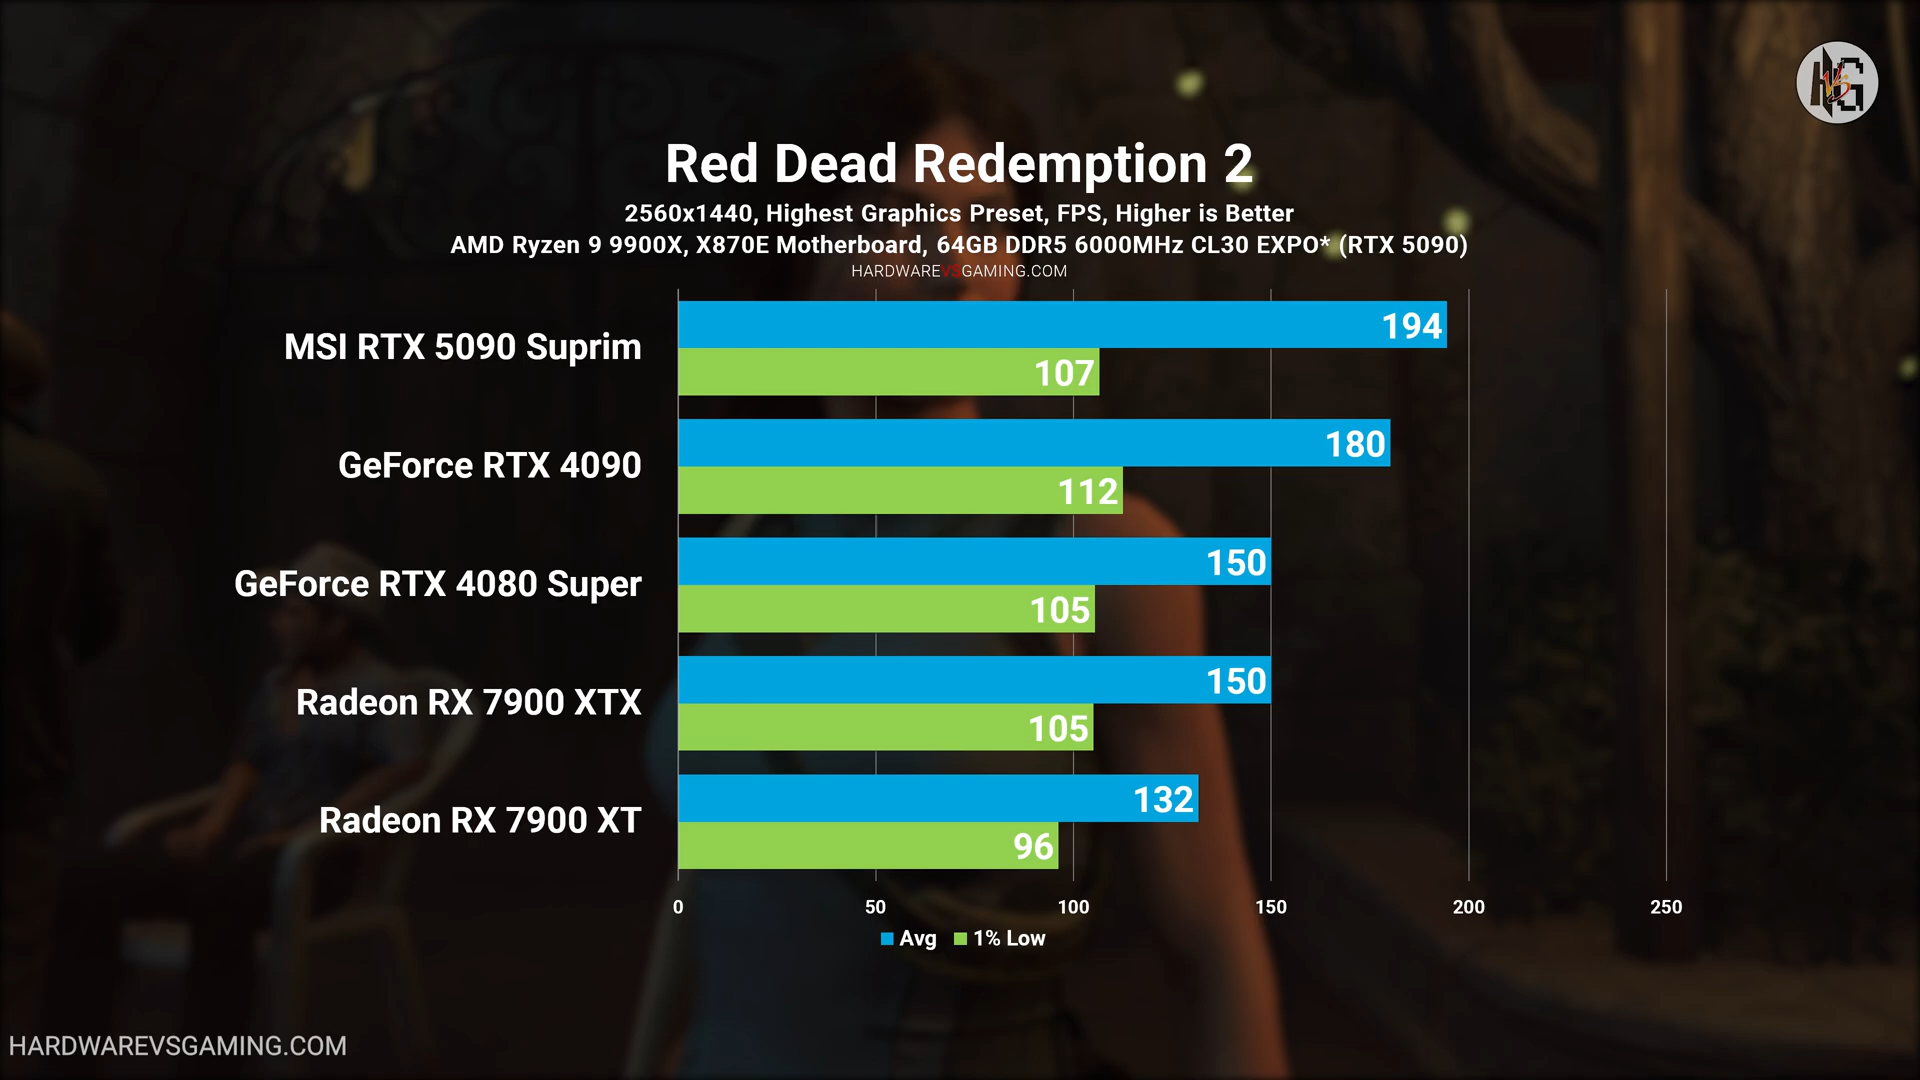 Red Dead Redemption 2
2560x1440, Highest Graphics Preset, FPS, Higher is Better
AMD Ryzen 9 9900X, X870E Motherboard, 64GB DDR5 6000MHz CL30 EXPO* (RTX 5090)
HARDWAREVSGAMING.COM
MSI RTX 5090 Suprim
194
107
GeForce RTX 4090
180
112
GeForce RTX 4080 Super
150
105
Radeon RX 7900 XTX
150
105
Radeon RX 7900 XT
132
96
0 50 100 150 200 250
Avg 1% Low
HARDWAREVSGAMING.COM
HVSG